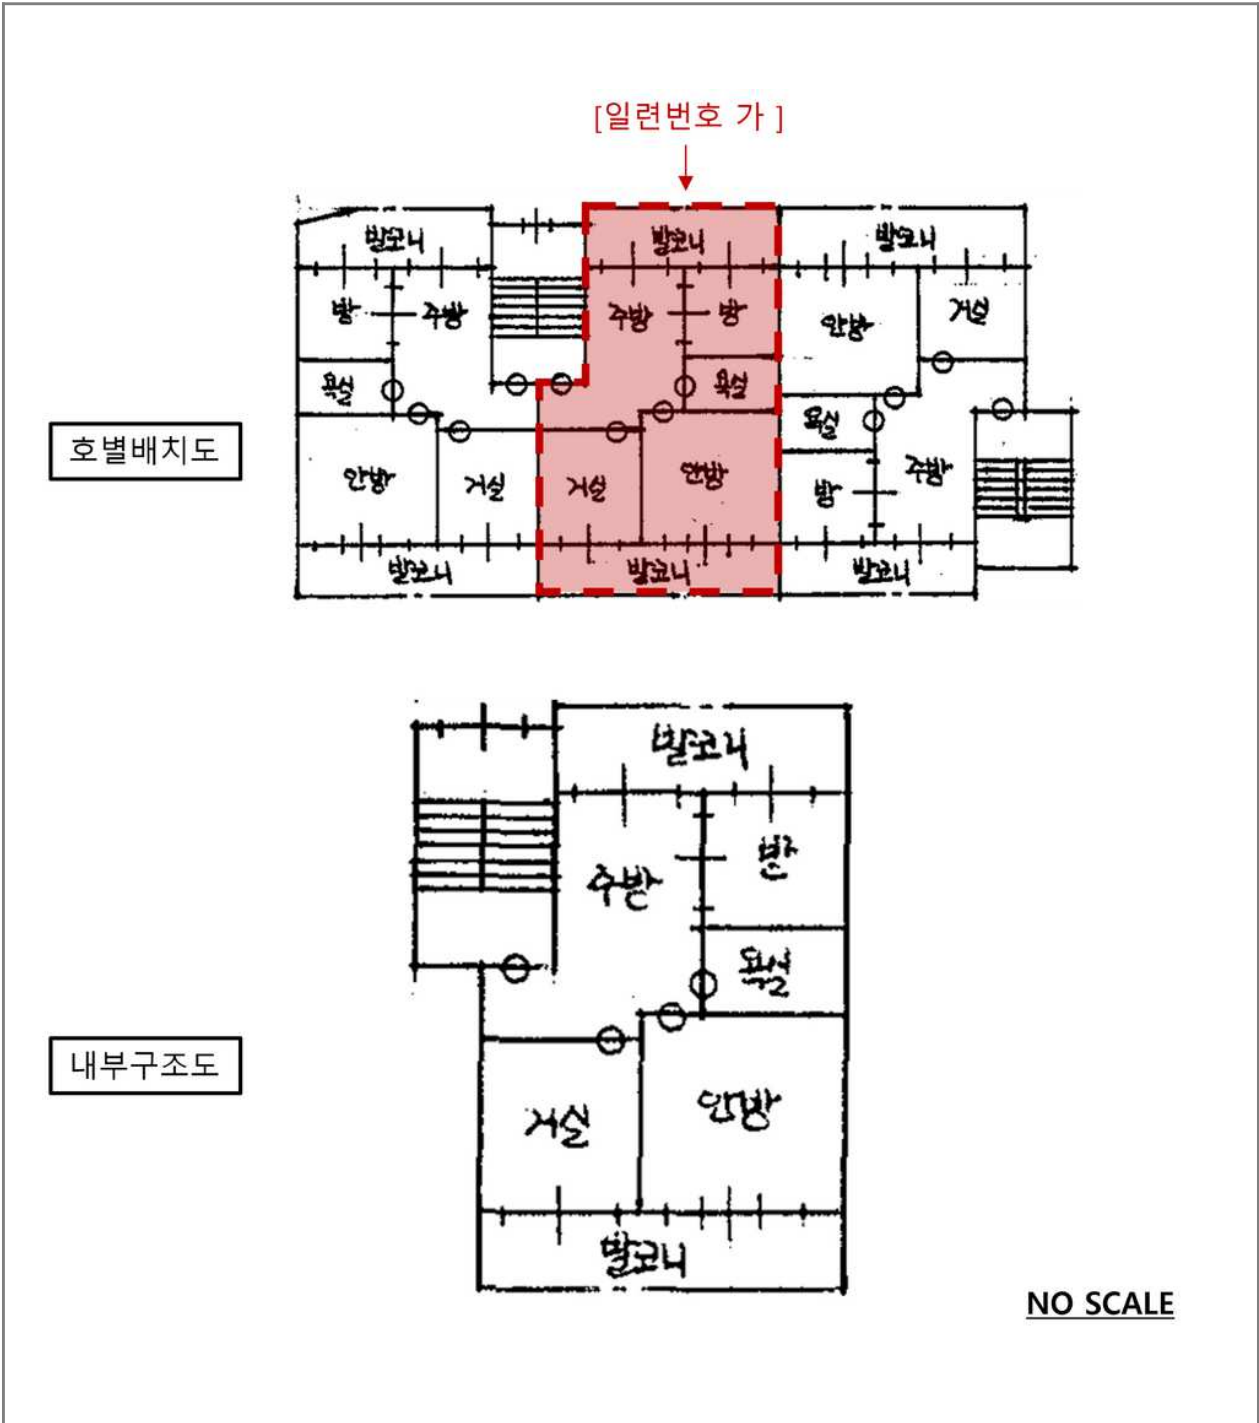 [일련번호 가 ]
발코니
발코니
발코니
방
주방
주방
방
안방
거실
욕실
욕실
욕실
호별배치도
안방
거실
거실
안방
방
주방
발코니
발코니
발코니
발코니
주방
방
욕실
내부구조도
거실
안방
발코니
NO SCALE